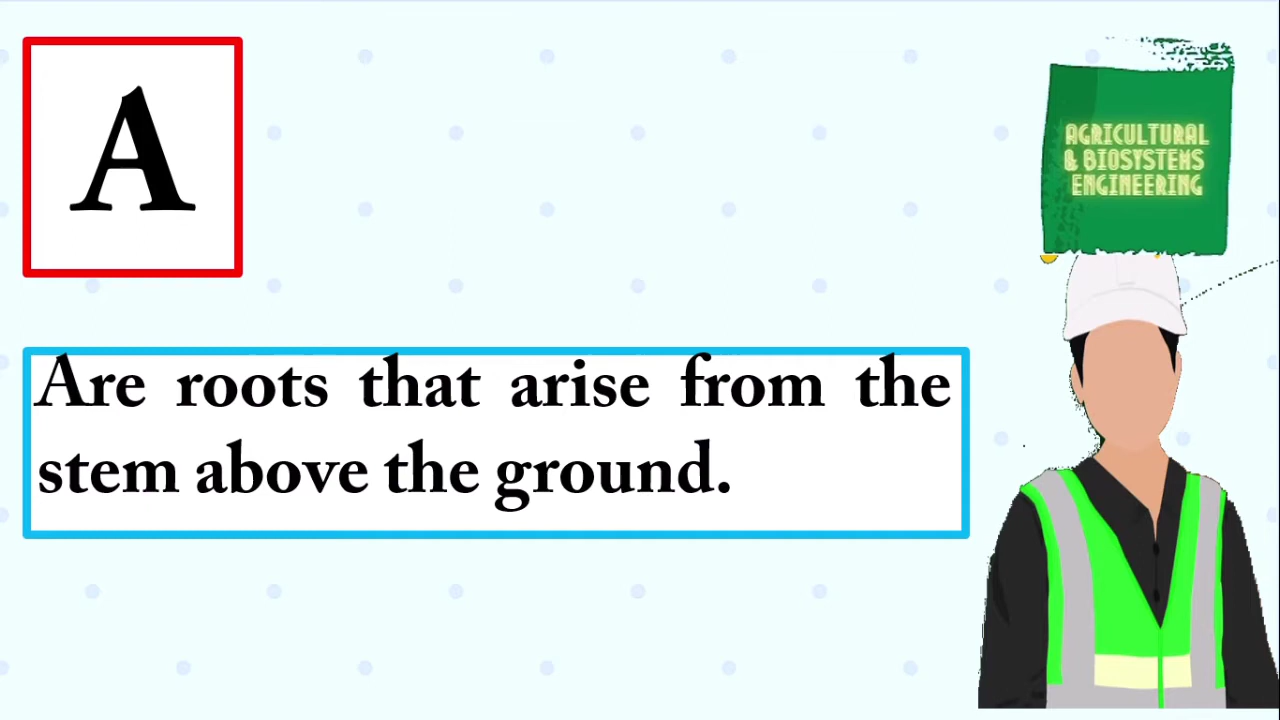 A
AGRICULTURAL
& BIOSYSTEMS
ENGINEERING
Are roots that arise from the
stem above the ground.